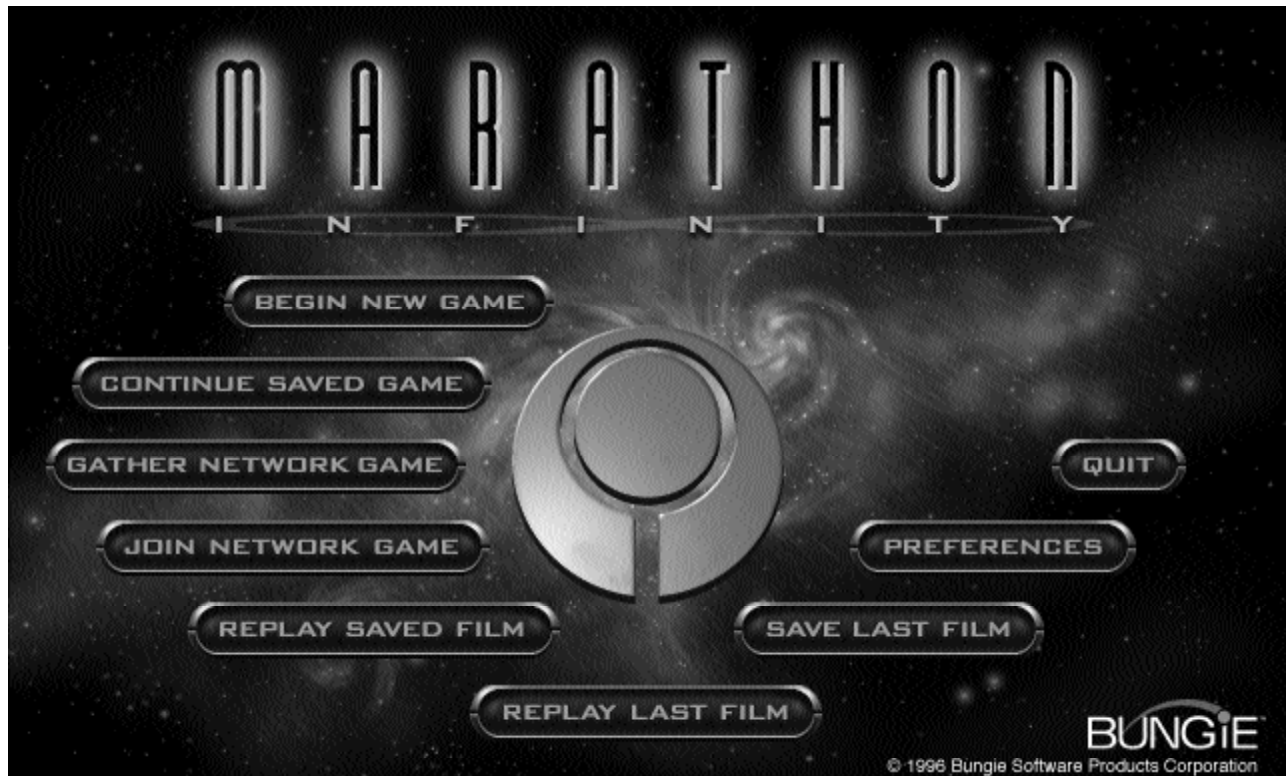 MARATHON
INFINITY
BEGIN NEW GAME
CONTINUE SAVED GAME
GATHER NETWORK GAME
QUIT
JOIN NETWORK GAME
PREFERENCES
REPLAY SAVED FILM
SAVE LAST FILM
REPLAY LAST FILM
BUNGiE™
© 1996 Bungie Software Products Corporation